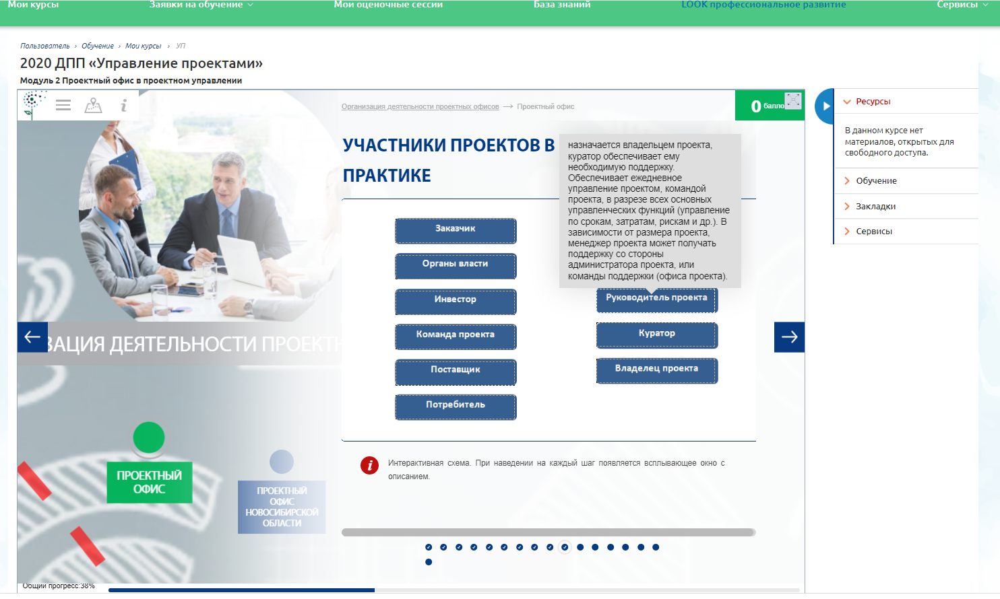 Мои курсы
Заявки на обучение
Мои оценочные сессии
База знаний
LOOK профессиональное развитие
Сервисы
Пользователь › Обучение › Мои курсы › УП
2020 ДПП «Управление проектами»
Модуль 2 Проектный офис в проектном управлении
Организация деятельности проектных офисов → Проектный офис
0 балло
УЧАСТНИКИ ПРОЕКТОВ В
ПРАКТИКЕ
назначается владельцем проекта,
куратор обеспечивает ему
необходимую поддержку.
Обеспечивает ежедневное
управление проектом, командой
проекта, в разрезе всех основных
управленческих функций (управление
по срокам, затратам, рискам и др.). В
зависимости от размера проекта,
менеджер проекта может получать
поддержку со стороны
администратора проекта, или
команды поддержки (офиса проекта).
Заказчик
Органы власти
Инвестор
Команда проекта
Поставщик
Потребитель
Руководитель проекта
Куратор
Владелец проекта
ЗАЦИЯ ДЕЯТЕЛЬНОСТИ ПРОЕКТН
ПРОЕКТНЫЙ
ОФИС
ПРОЕКТНЫЙ
ОФИС
НОВОСИБИРСКОЙ
ОБЛАСТИ
i Интерактивная схема. При наведении на каждый шаг появляется всплывающее окно с
описанием.
Общий прогресс:38%
Ресурсы
В данном курсе нет
материалов, открытых для
свободного доступа.
Обучение
Закладки
Сервисы